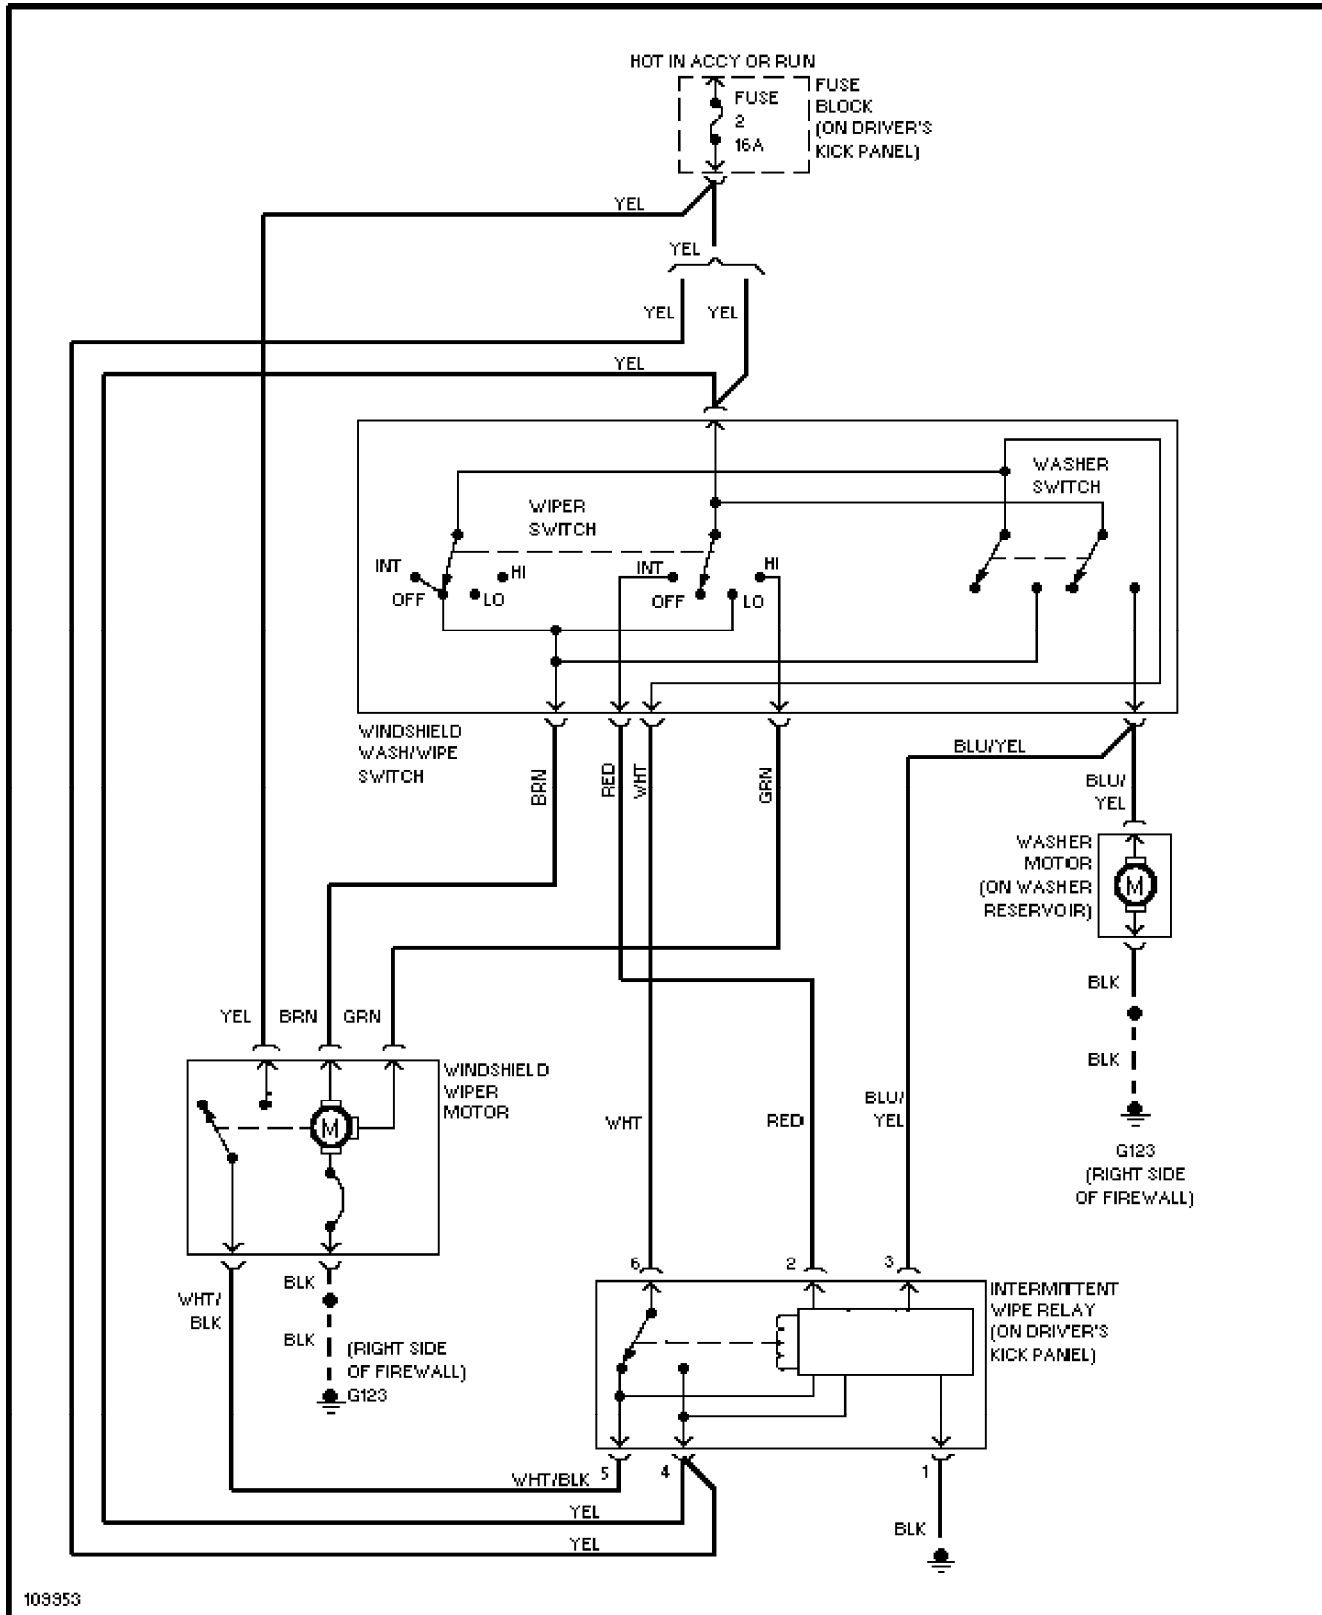 HOT IN ACCY OR RUN
FUSE
2
16A
FUSE
BLOCK
(ON DRIVER'S
KICK PANEL)
YEL
YEL
YEL
YEL
YEL
WIPER
SWITCH
WASHER
SWITCH
INT
OFF
LO
HI
INT
OFF
LO
HI
WINDSHIELD
WASH/WIPE
SWITCH
BRN
RED
WHT
GRN
BLU/YEL
BLU/
YEL
WASHER
MOTOR
(ON WASHER
RESERVOIR)
M
BLK
BLK
G123
(RIGHT SIDE
OF FIREWALL)
YEL
BRN
GRN
WINDSHIELD
WIPER
MOTOR
M
WHT
RED
BLU/
YEL
WHT/
BLK
BLK
BLK
(RIGHT SIDE
OF FIREWALL)
G123
6
2
3
INTERMITTENT
WIPE RELAY
(ON DRIVER'S
KICK PANEL)
WHT/BLK
5
4
1
YEL
YEL
BLK
109953